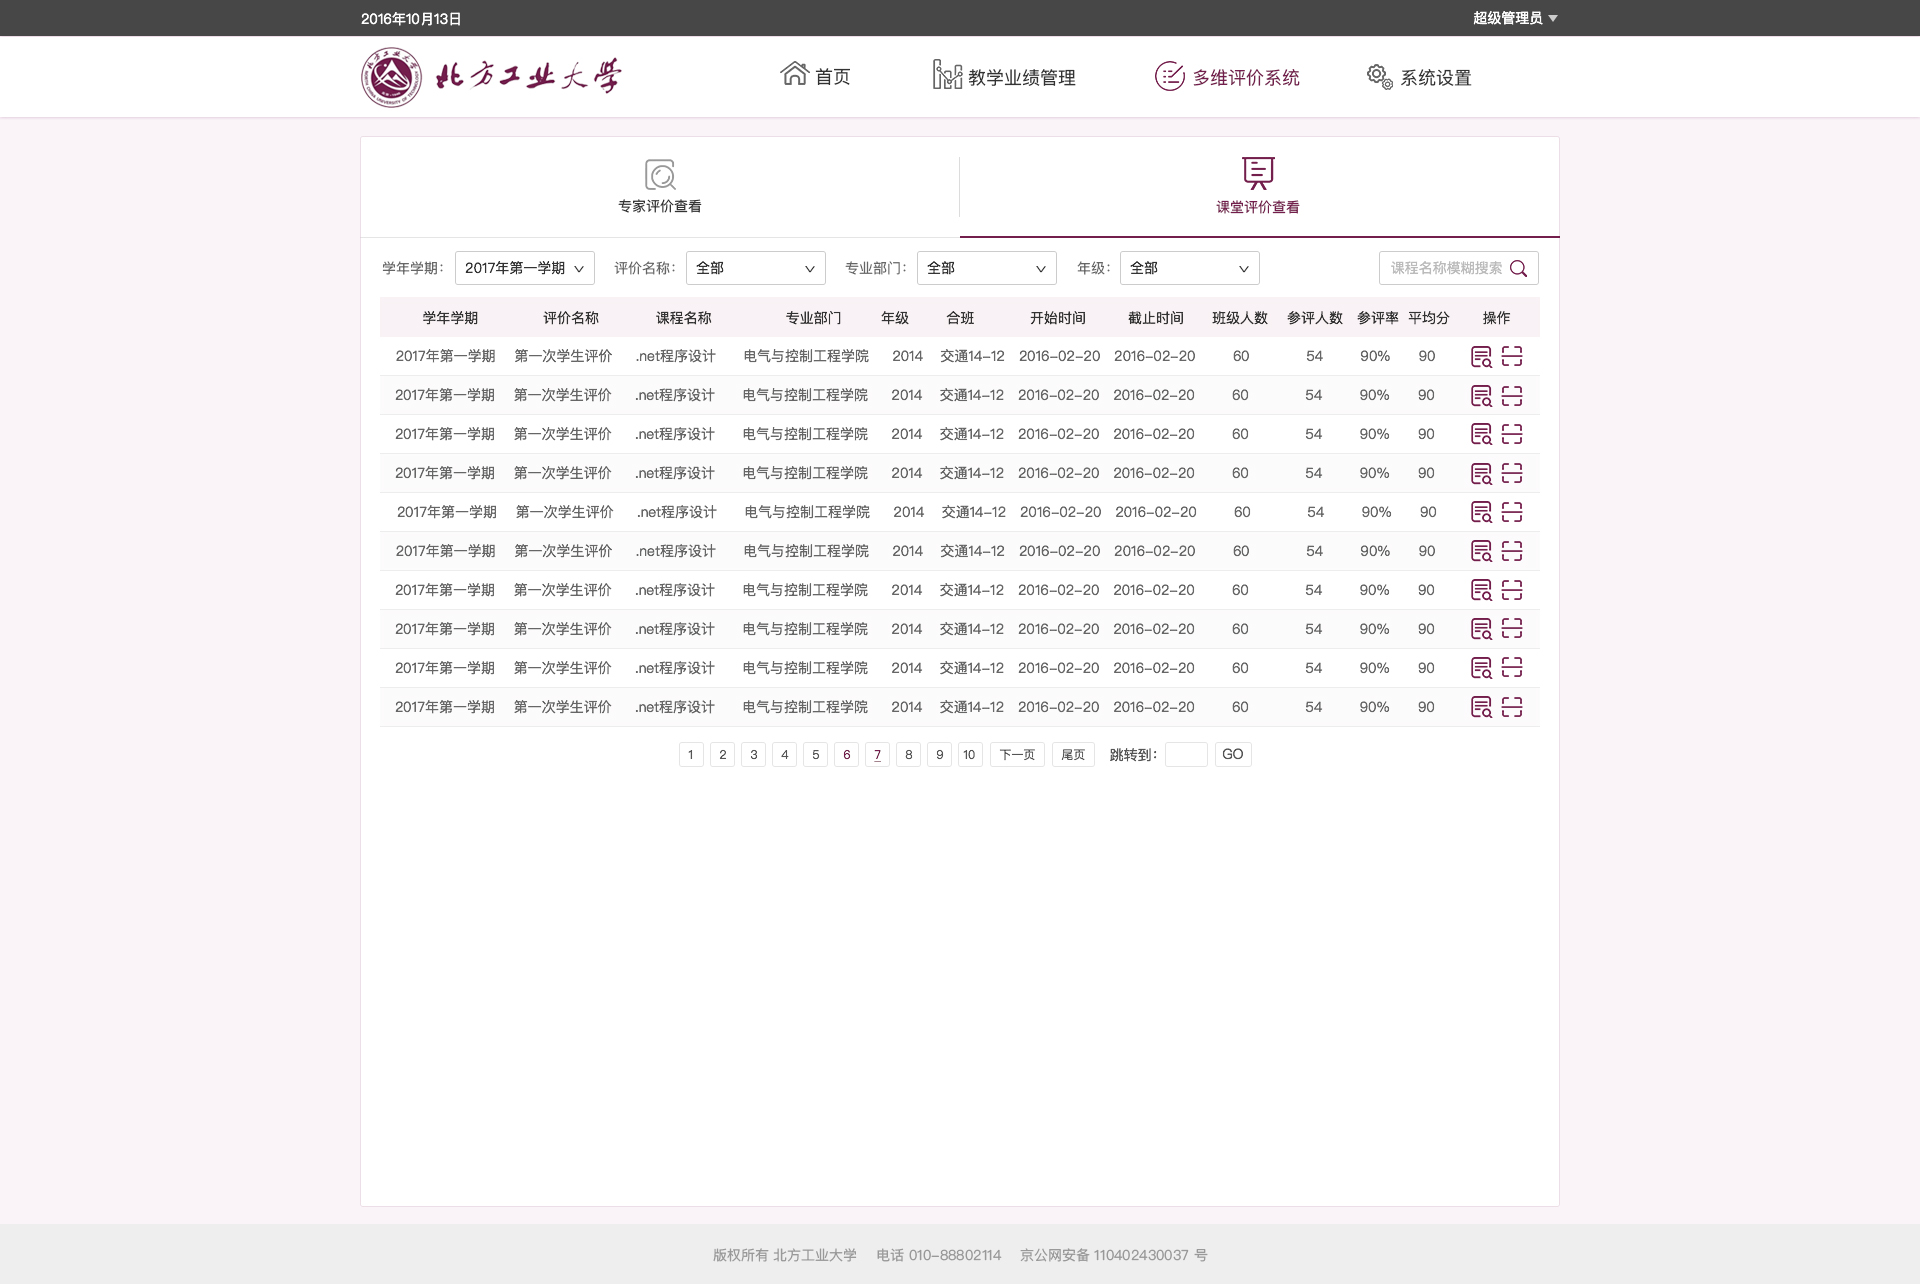 2016年10月13日 超级管理员
北方工业大学 首页 教学业绩管理 多维评价系统 系统设置
专家评价查看 课堂评价查看
学年学期： 2017年第一学期 评价名称： 全部 专业部门： 全部 年级： 全部 课程名称模糊搜索
学年学期 评价名称 课程名称 专业部门 年级 合班 开始时间 截止时间 班级人数 参评人数 参评率 平均分 操作
2017年第一学期 第一次学生评价 .net程序设计 电气与控制工程学院 2014 交通14-12 2016-02-20 2016-02-20 60 54 90% 90
2017年第一学期 第一次学生评价 .net程序设计 电气与控制工程学院 2014 交通14-12 2016-02-20 2016-02-20 60 54 90% 90
2017年第一学期 第一次学生评价 .net程序设计 电气与控制工程学院 2014 交通14-12 2016-02-20 2016-02-20 60 54 90% 90
2017年第一学期 第一次学生评价 .net程序设计 电气与控制工程学院 2014 交通14-12 2016-02-20 2016-02-20 60 54 90% 90
2017年第一学期 第一次学生评价 .net程序设计 电气与控制工程学院 2014 交通14-12 2016-02-20 2016-02-20 60 54 90% 90
2017年第一学期 第一次学生评价 .net程序设计 电气与控制工程学院 2014 交通14-12 2016-02-20 2016-02-20 60 54 90% 90
2017年第一学期 第一次学生评价 .net程序设计 电气与控制工程学院 2014 交通14-12 2016-02-20 2016-02-20 60 54 90% 90
2017年第一学期 第一次学生评价 .net程序设计 电气与控制工程学院 2014 交通14-12 2016-02-20 2016-02-20 60 54 90% 90
2017年第一学期 第一次学生评价 .net程序设计 电气与控制工程学院 2014 交通14-12 2016-02-20 2016-02-20 60 54 90% 90
2017年第一学期 第一次学生评价 .net程序设计 电气与控制工程学院 2014 交通14-12 2016-02-20 2016-02-20 60 54 90% 90
1 2 3 4 5 6 7 8 9 10 下一页 尾页 跳转到： GO
版权所有 北方工业大学 电话 010-88802114 京公网安备 110402430037 号